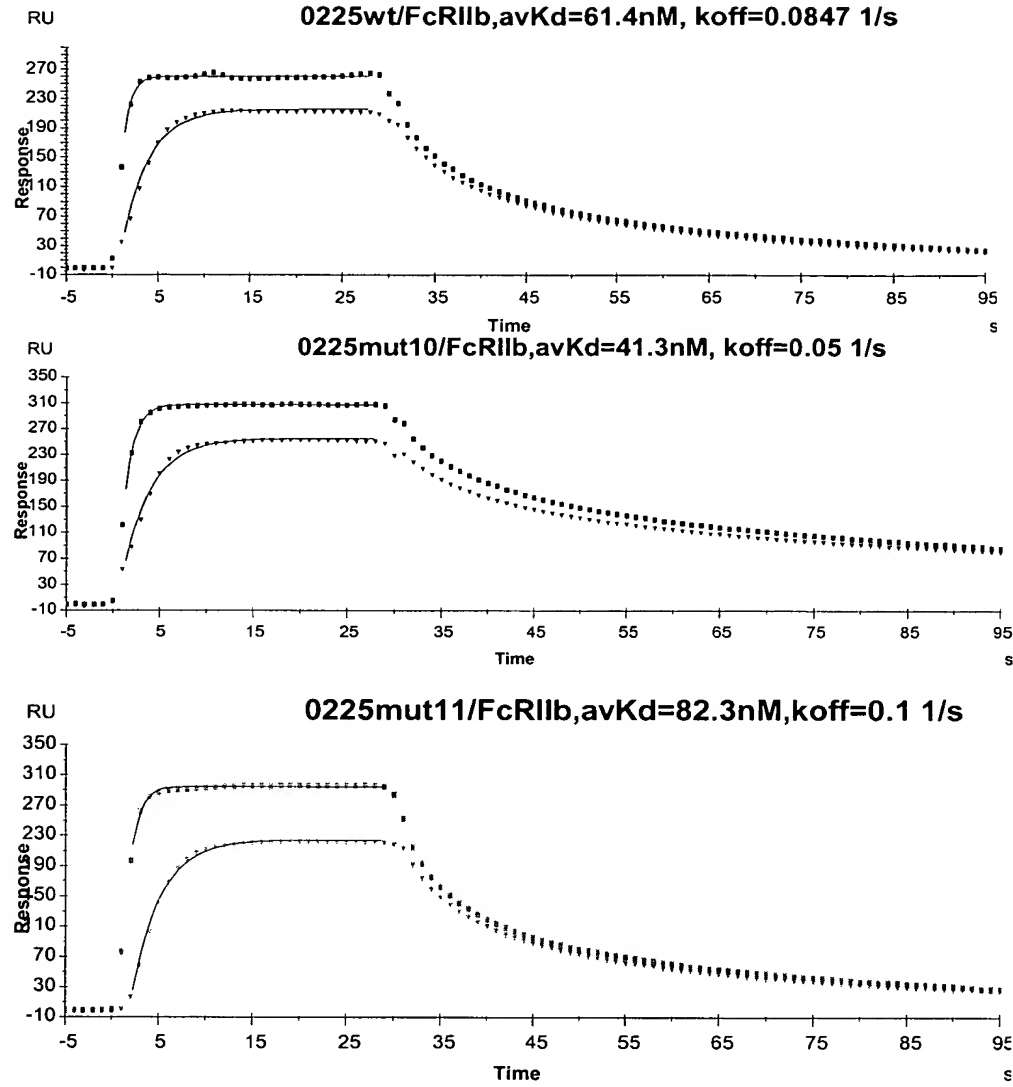 RU
0225wt/FcRIIb,avKd=61.4nM, koff=0.0847 1/s
270
230
190
150
110
70
30
-10
Response
-5 5 15 25 35 45 55 65 75 85 95
Time
s
RU
0225mut10/FcRIIb,avKd=41.3nM, koff=0.05 1/s
350
310
270
230
190
150
110
70
30
-10
Response
-5 5 15 25 35 45 55 65 75 85 95
Time
s
RU
0225mut11/FcRIIb,avKd=82.3nM,koff=0.1 1/s
350
310
270
230
190
150
110
70
30
-10
Response
-5 5 15 25 35 45 55 65 75 85 95
Time
s